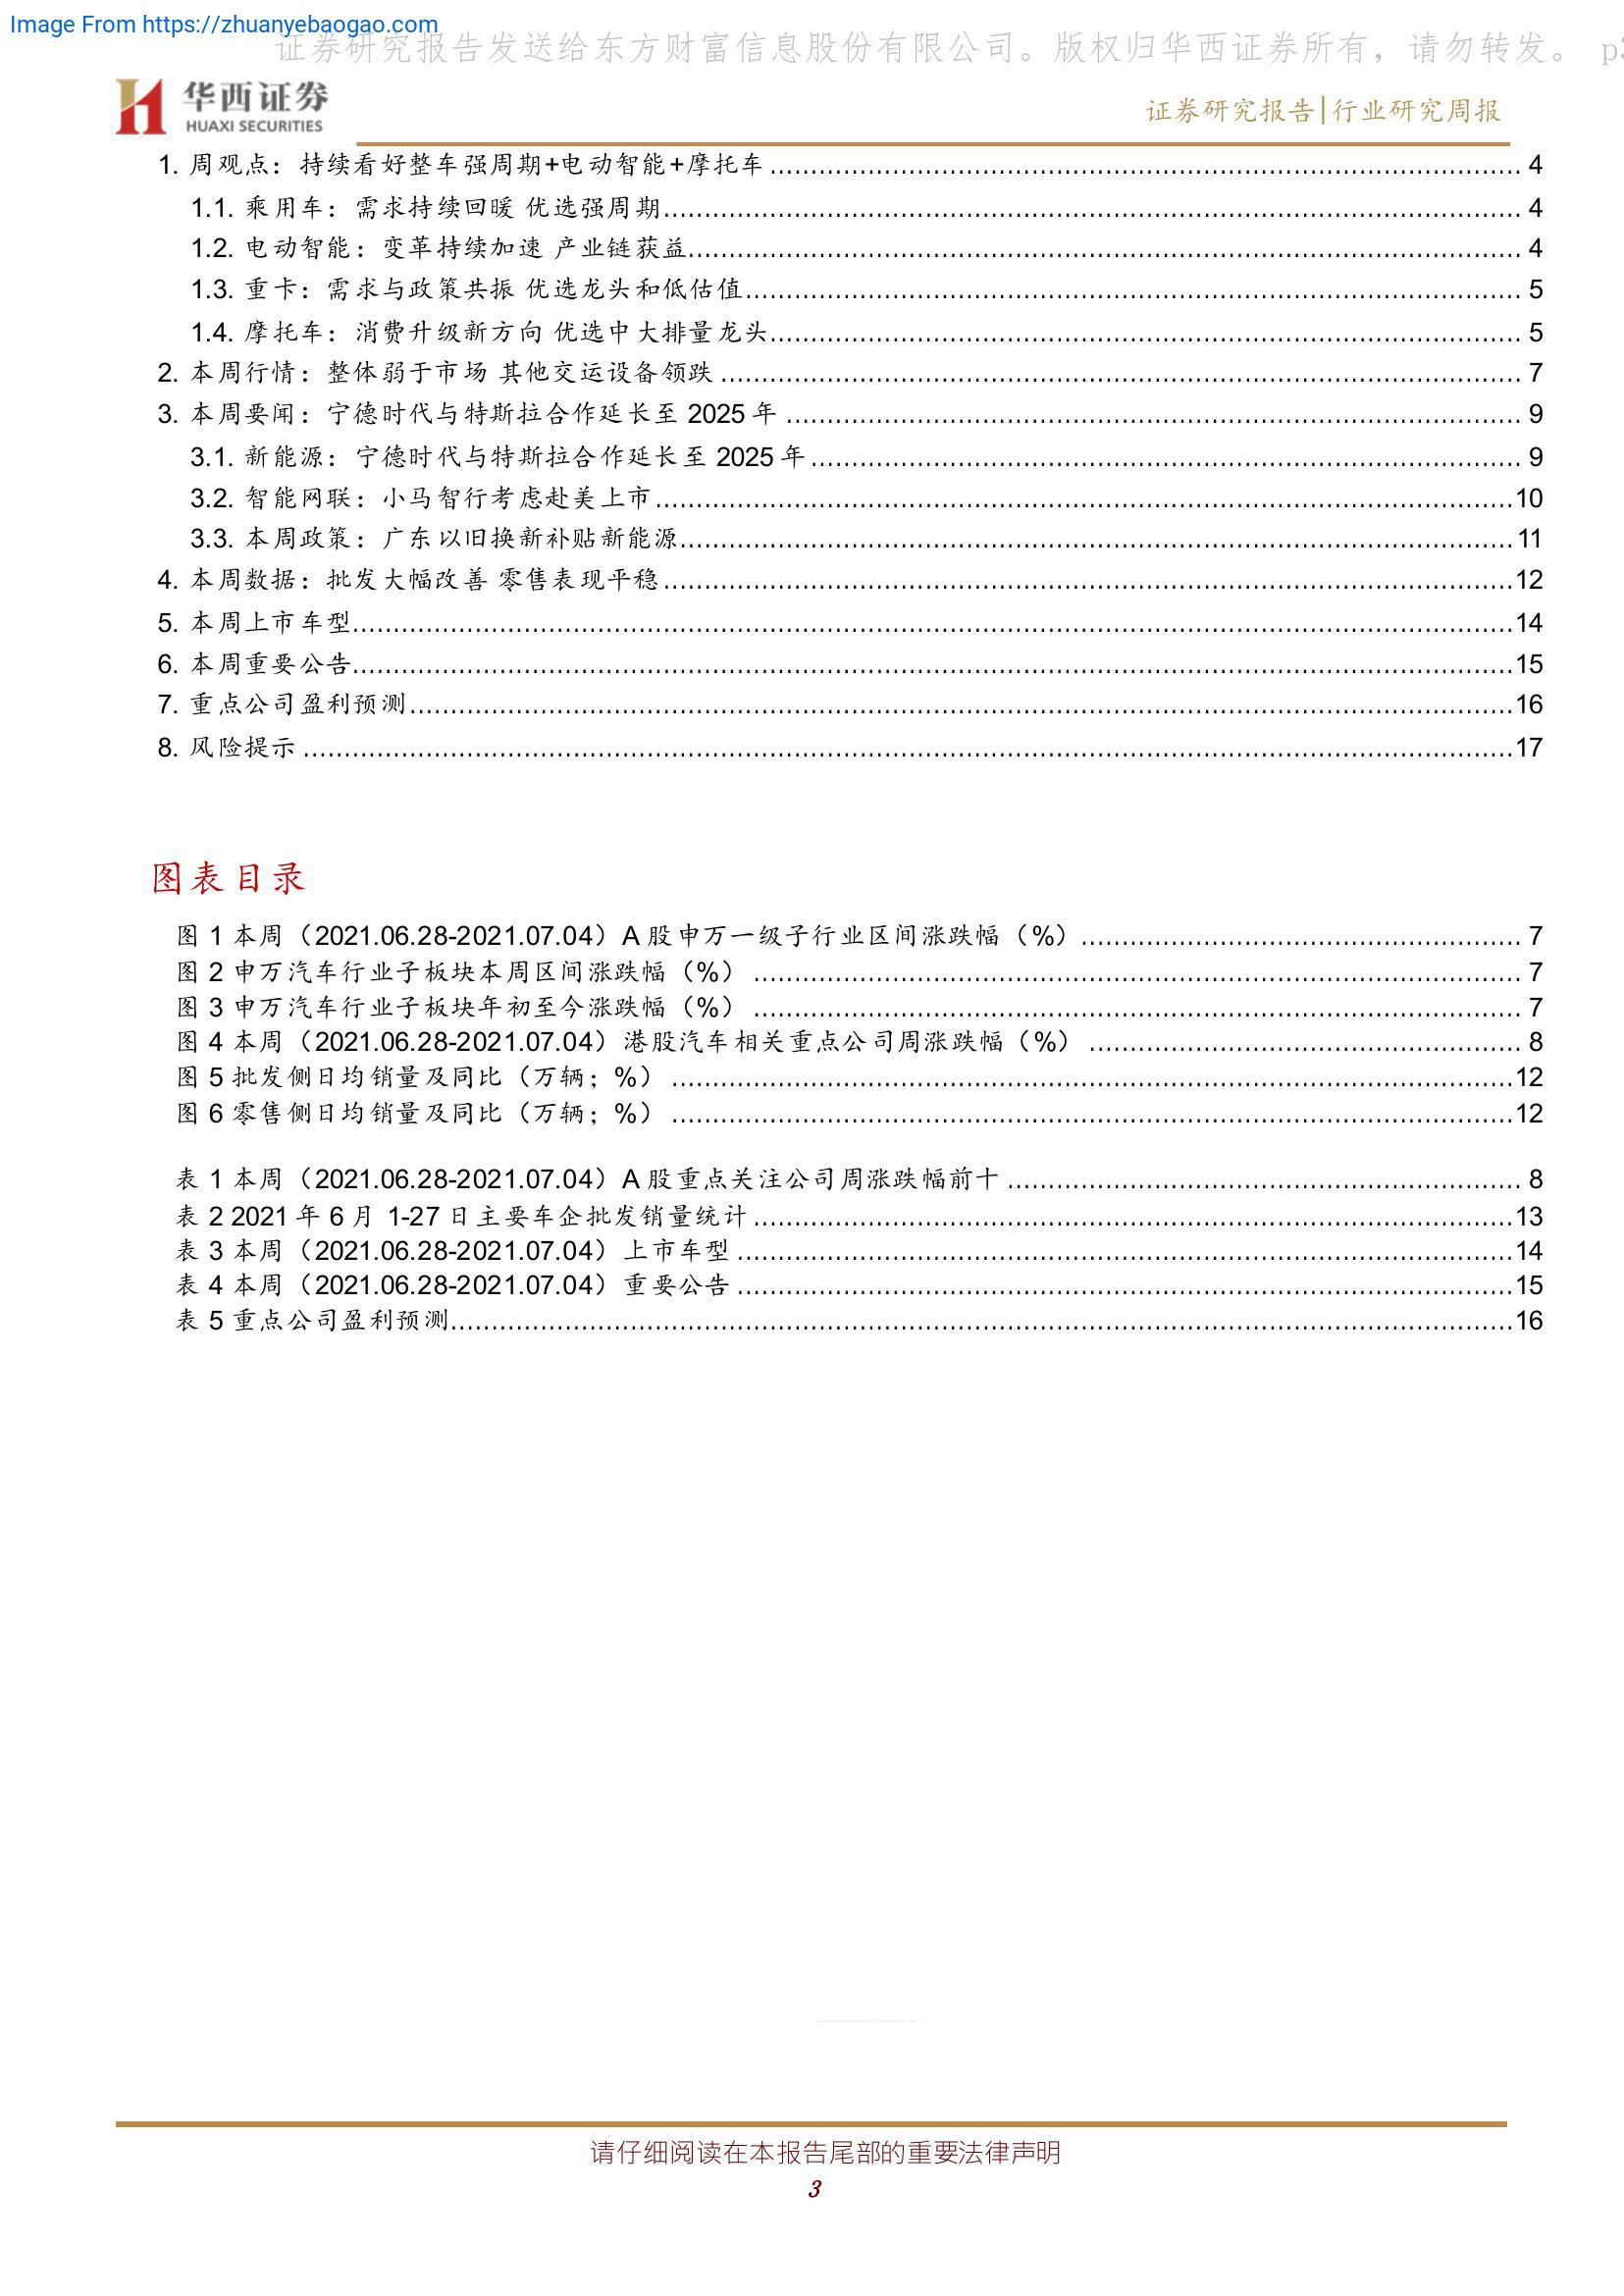 Image From https://zhuanyebaogao.com
证券研究报告发送给东方财富信息股份有限公司。版权归华西证券所有，请勿转发。 p3
华西证券
HUAXI SECURITIES
证券研究报告|行业研究周报
1. 周观点：持续看好整车强周期+电动智能+摩托车 4
1.1. 乘用车：需求持续回暖 优选强周期 4
1.2. 电动智能：变革持续加速 产业链获益 4
1.3. 重卡：需求与政策共振 优选龙头和低估值 5
1.4. 摩托车：消费升级新方向 优选中大排量龙头 5
2. 本周行情：整体弱于市场 其他交运设备领跌 7
3. 本周要闻：宁德时代与特斯拉合作延长至 2025 年 9
3.1. 新能源：宁德时代与特斯拉合作延长至 2025 年 9
3.2. 智能网联：小马智行考虑赴美上市 10
3.3. 本周政策：广东以旧换新补贴新能源 11
4. 本周数据：批发大幅改善 零售表现平稳 12
5. 本周上市车型 14
6. 本周重要公告 15
7. 重点公司盈利预测 16
8. 风险提示 17
图表目录
图 1 本周（2021.06.28-2021.07.04）A 股申万一级子行业区间涨跌幅（%） 7
图 2 申万汽车行业子板块本周区间涨跌幅（%） 7
图 3 申万汽车行业子板块年初至今涨跌幅（%） 7
图 4 本周（2021.06.28-2021.07.04）港股汽车相关重点公司周涨跌幅（%） 8
图 5 批发侧日均销量及同比（万辆；%） 12
图 6 零售侧日均销量及同比（万辆；%） 12
表 1 本周（2021.06.28-2021.07.04）A 股重点关注公司周涨跌幅前十 8
表 2 2021 年 6 月 1-27 日主要车企批发销量统计 13
表 3 本周（2021.06.28-2021.07.04）上市车型 14
表 4 本周（2021.06.28-2021.07.04）重要公告 15
表 5 重点公司盈利预测 16
请仔细阅读在本报告尾部的重要法律声明
3